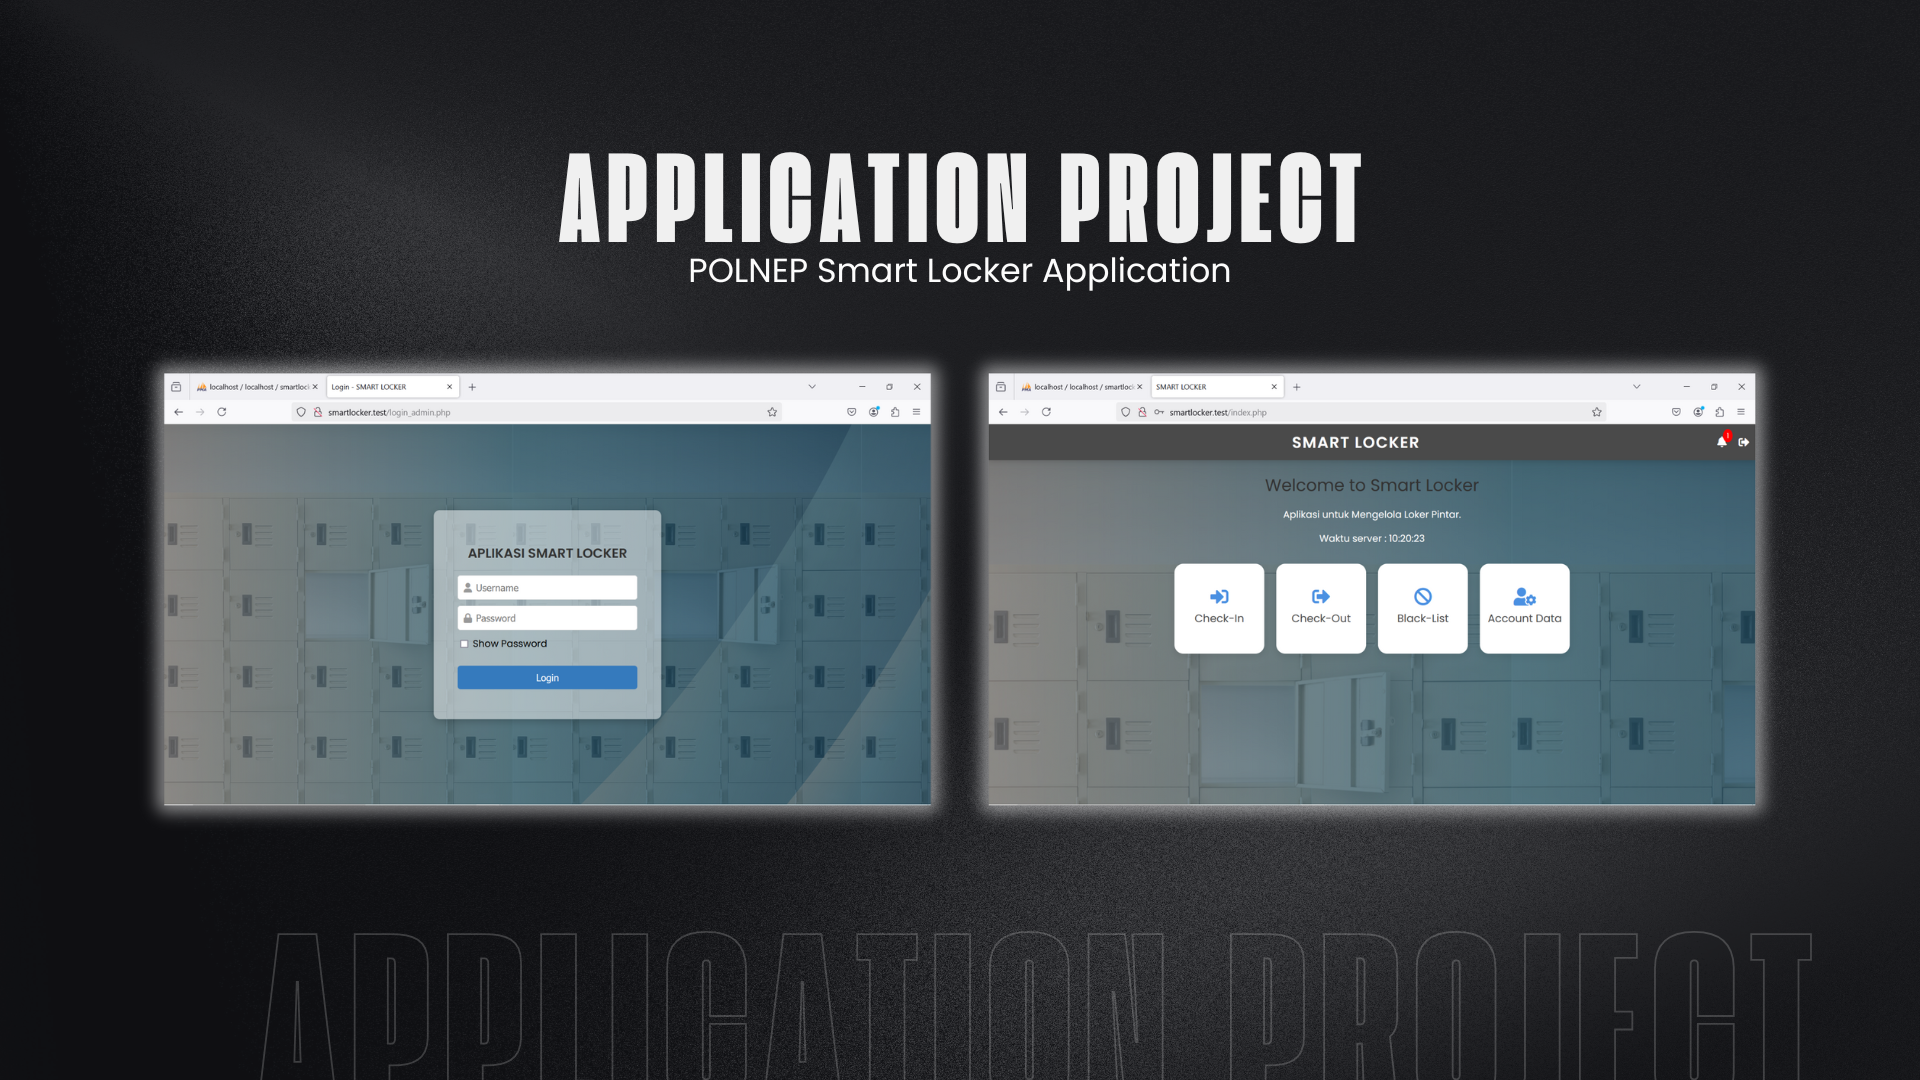 APPLICATION PROJECT
POLNEP Smart Locker Application
localhost / localhost / smartloc
Login - SMART LOCKER
smartlocker.test/login_admin.php
APLIKASI SMART LOCKER
Username
Password
Show Password
Login
localhost / localhost / smartloc
SMART LOCKER
smartlocker.test/index.php
SMART LOCKER
1
Welcome to Smart Locker
Aplikasi untuk Mengelola Loker Pintar.
Waktu server : 10:20:23
Check-In
Check-Out
Black-List
Account Data
APPLICATION PROJECT